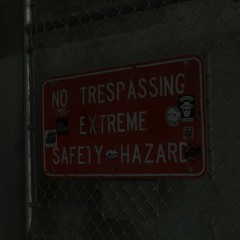 NO TRESPASSING
EXTREME
SAFETY HAZARD